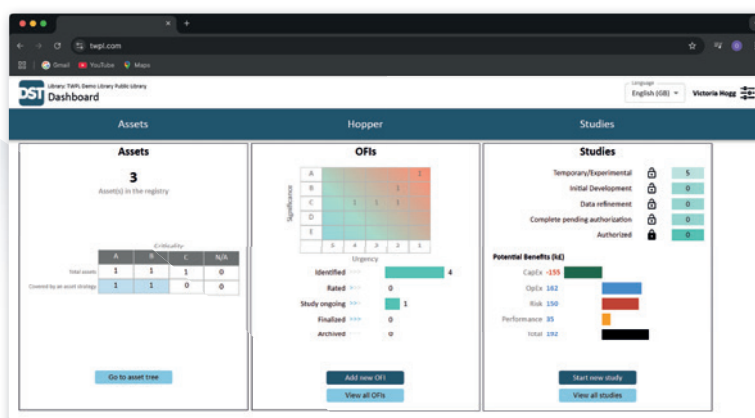 twpl.com
Gmail YouTube Maps
DST
Library: TWPL Demo Library Public Library
Dashboard
Language
English (GB)
Victoria Hogg
Assets Hopper Studies
Assets
3
Asset(s) in the registry
Criticality
A B C N/A
Total assets 1 1 1 0
Covered by an asset strategy 1 1 0 0
Go to asset tree
OFIs
Significance
A 1
B 1
C 1 1 1
D
E
5 4 3 2 1
Urgency
Identified 4
Rated 0
Study ongoing >>> 1
Finalized >>> 0
Archived 0
Add new OFI
View all OFIs
Studies
Temporary/Experimental 5
Initial Development 0
Data refinement 0
Complete pending authorization 0
Authorized 0
Potential Benefits (k£)
CapEx -155
OpEx 162
Risk 150
Performance 35
Total 192
Start new study
View all studies